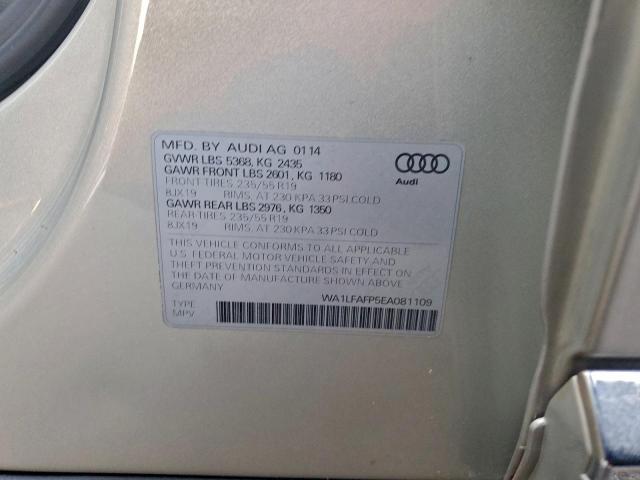 MFD. BY AUDI AG 01 14
GVWR LBS 5368, KG 2435
GAWR FRONT LBS 2601, KG 1180
FRONT TIRES 235/55 R19
8JX19 RIMS, AT 230 KPA 33 PSI COLD
GAWR REAR LBS 2976, KG 1350
REAR TIRES 235/55 R19
8JX19 RIMS, AT 230 KPA 33 PSI COLD
THIS VEHICLE CONFORMS TO ALL APPLICABLE
U.S. FEDERAL MOTOR VEHICLE SAFETY AND
THEFT PREVENTION STANDARDS IN EFFECT ON
THE DATE OF MANUFACTURE SHOWN ABOVE
GERMANY
WA1LFAFP5EA081109
TYPE
MPV
Audi